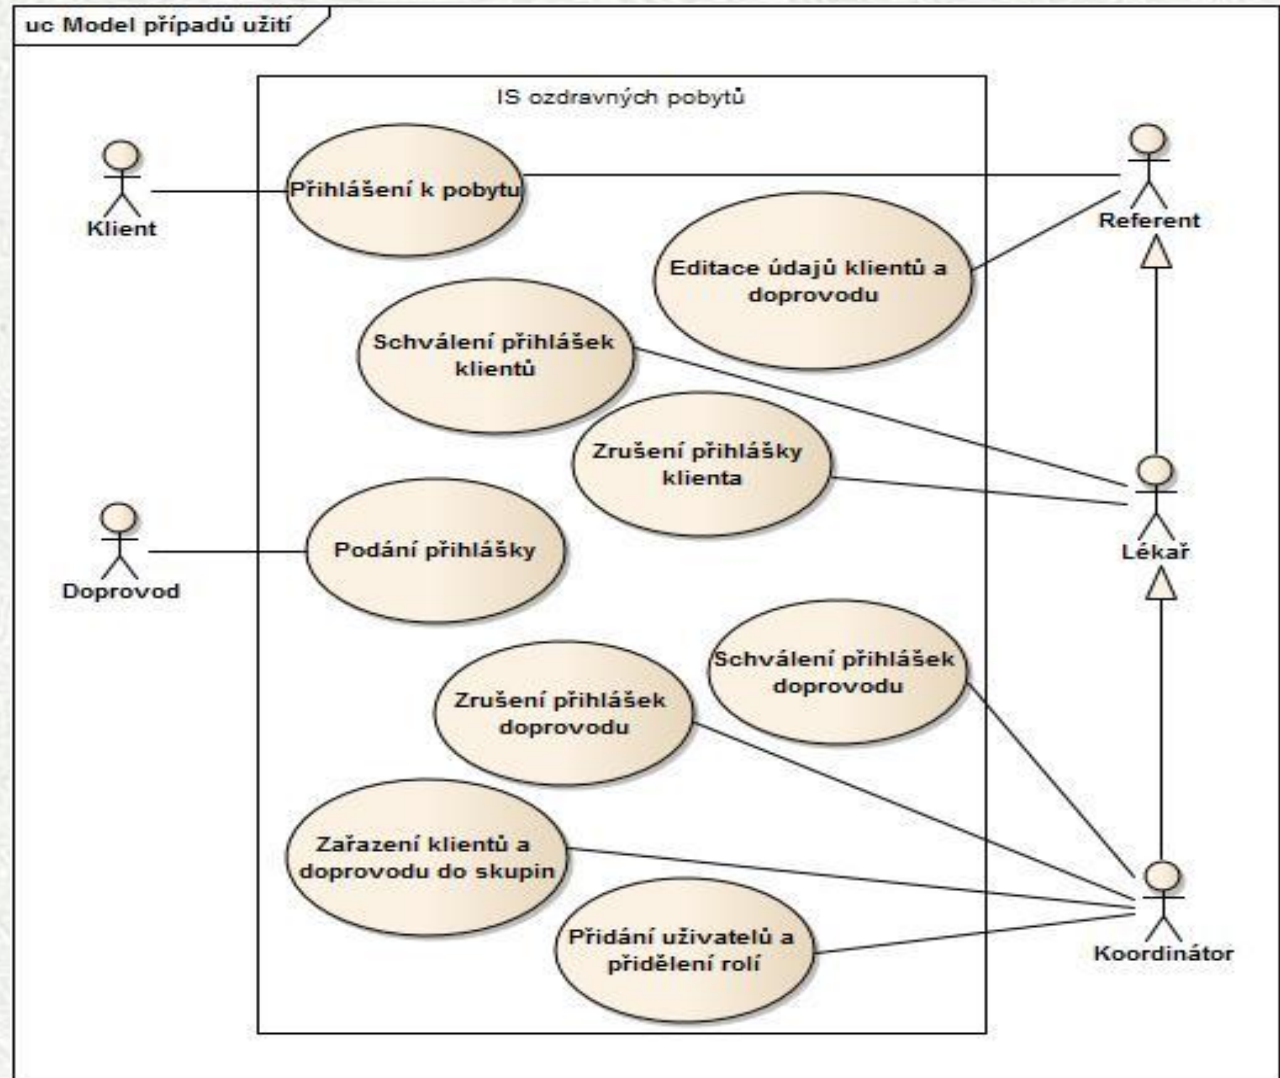 uc Model případů užití
IS ozdravných pobytů
Klient
Přihlášení k pobytu
Referent
Editace údajů klientů a
doprovodu
Schválení přihlášek
klientů
Zrušení přihlášky
klienta
Lékař
Doprovod
Podání přihlášky
Schválení přihlášek
doprovodu
Zrušení přihlášek
doprovodu
Zařazení klientů a
doprovodu do skupin
Přidání uživatelů a
přidělení rolí
Koordinátor